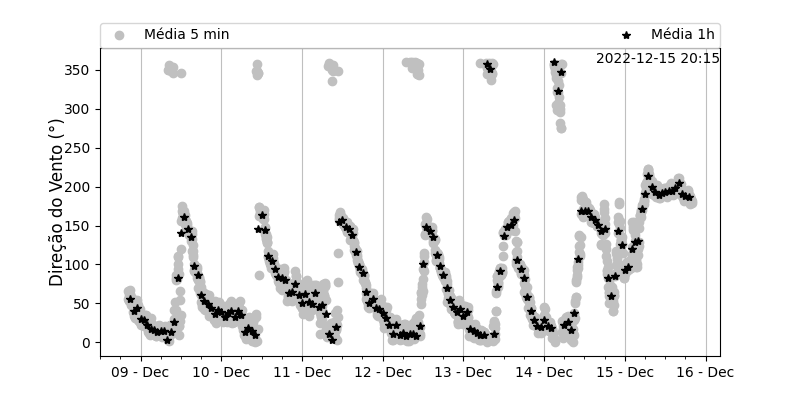 Média 5 min
Média 1h
2022-12-15 20:15
Direção do Vento (°)
350
300
250
200
150
100
50
0
09 - Dec
10 - Dec
11 - Dec
12 - Dec
13 - Dec
14 - Dec
15 - Dec
16 - Dec